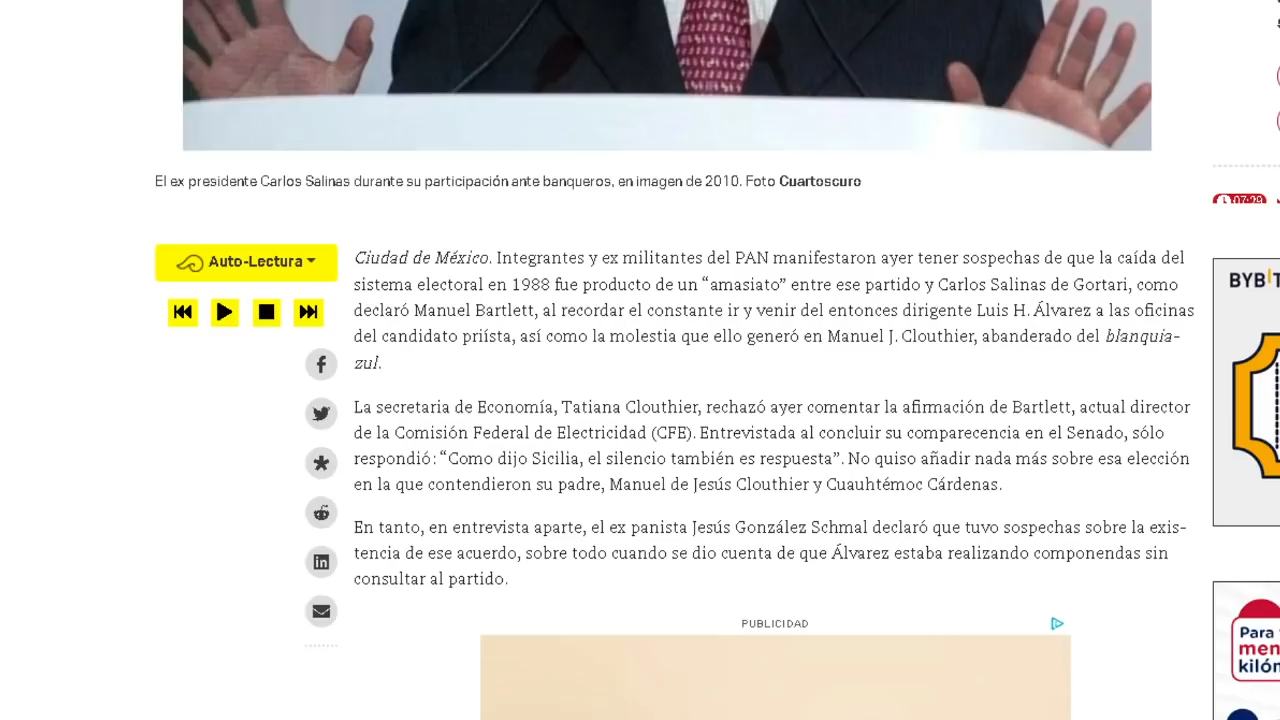 El ex presidente Carlos Salinas durante su participación ante banqueros, en imagen de 2010. Foto Cuartoscuro
07:29
Auto-Lectura
Ciudad de México. Integrantes y ex militantes del PAN manifestaron ayer tener sospechas de que la caída del
sistema electoral en 1988 fue producto de un “amasiato” entre ese partido y Carlos Salinas de Gortari, como
declaró Manuel Bartlett, al recordar el constante ir y venir del entonces dirigente Luis H. Álvarez a las oficinas
del candidato priísta, así como la molestia que ello generó en Manuel J. Clouthier, abanderado del blanquia-
zul.
La secretaria de Economía, Tatiana Clouthier, rechazó ayer comentar la afirmación de Bartlett, actual director
de la Comisión Federal de Electricidad (CFE). Entrevistada al concluir su comparecencia en el Senado, sólo
respondió: “Como dijo Sicilia, el silencio también es respuesta”. No quiso añadir nada más sobre esa elección
en la que contendieron su padre, Manuel de Jesús Clouthier y Cuauhtémoc Cárdenas.
En tanto, en entrevista aparte, el ex panista Jesús González Schmal declaró que tuvo sospechas sobre la exis-
tencia de ese acuerdo, sobre todo cuando se dio cuenta de que Álvarez estaba realizando componendas sin
consultar al partido.
PUBLICIDAD
BYBIT
Para
men
kilóm